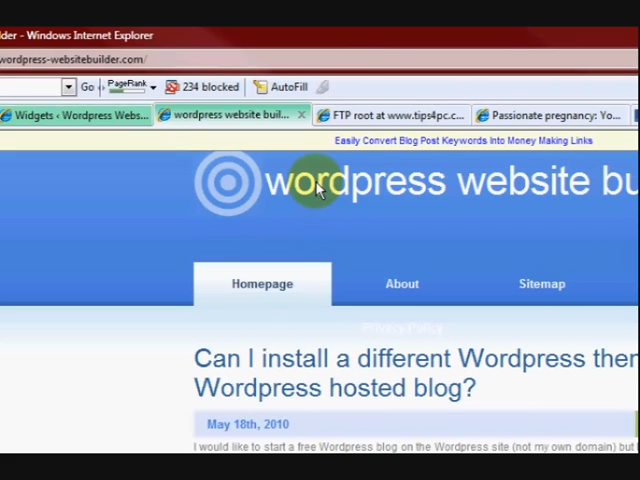 lder - Windows Internet Explorer
wordpress-websitebuilder.com/
Go PageRank 234 blocked AutoFill
Widgets ‹ Wordpress Webs... wordpress website buil... FTP root at www.tips4pc.c... Passionate pregnancy: Yo...
Easily Convert Blog Post Keywords Into Money Making Links
wordpress website bu
Homepage About Sitemap
Privacy Policy
Can I install a different Wordpress ther
Wordpress hosted blog?
May 18th, 2010
I would like to start a free Wordpress blog on the Wordpress site (not my own domain) but I